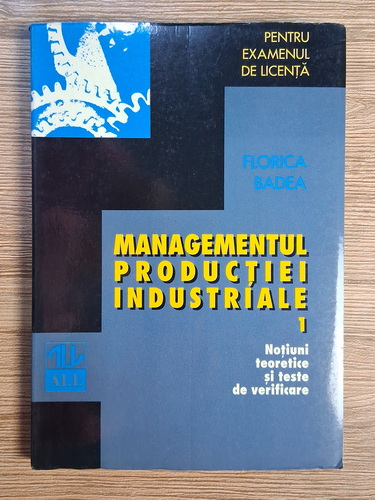 PENTRU
EXAMENUL
DE LICENȚĂ
FLORICA
BADEA
MANAGEMENTUL
PRODUCȚIEI
INDUSTRIALE
1
Noțiuni
teoretice
și teste
de verificare
ALL